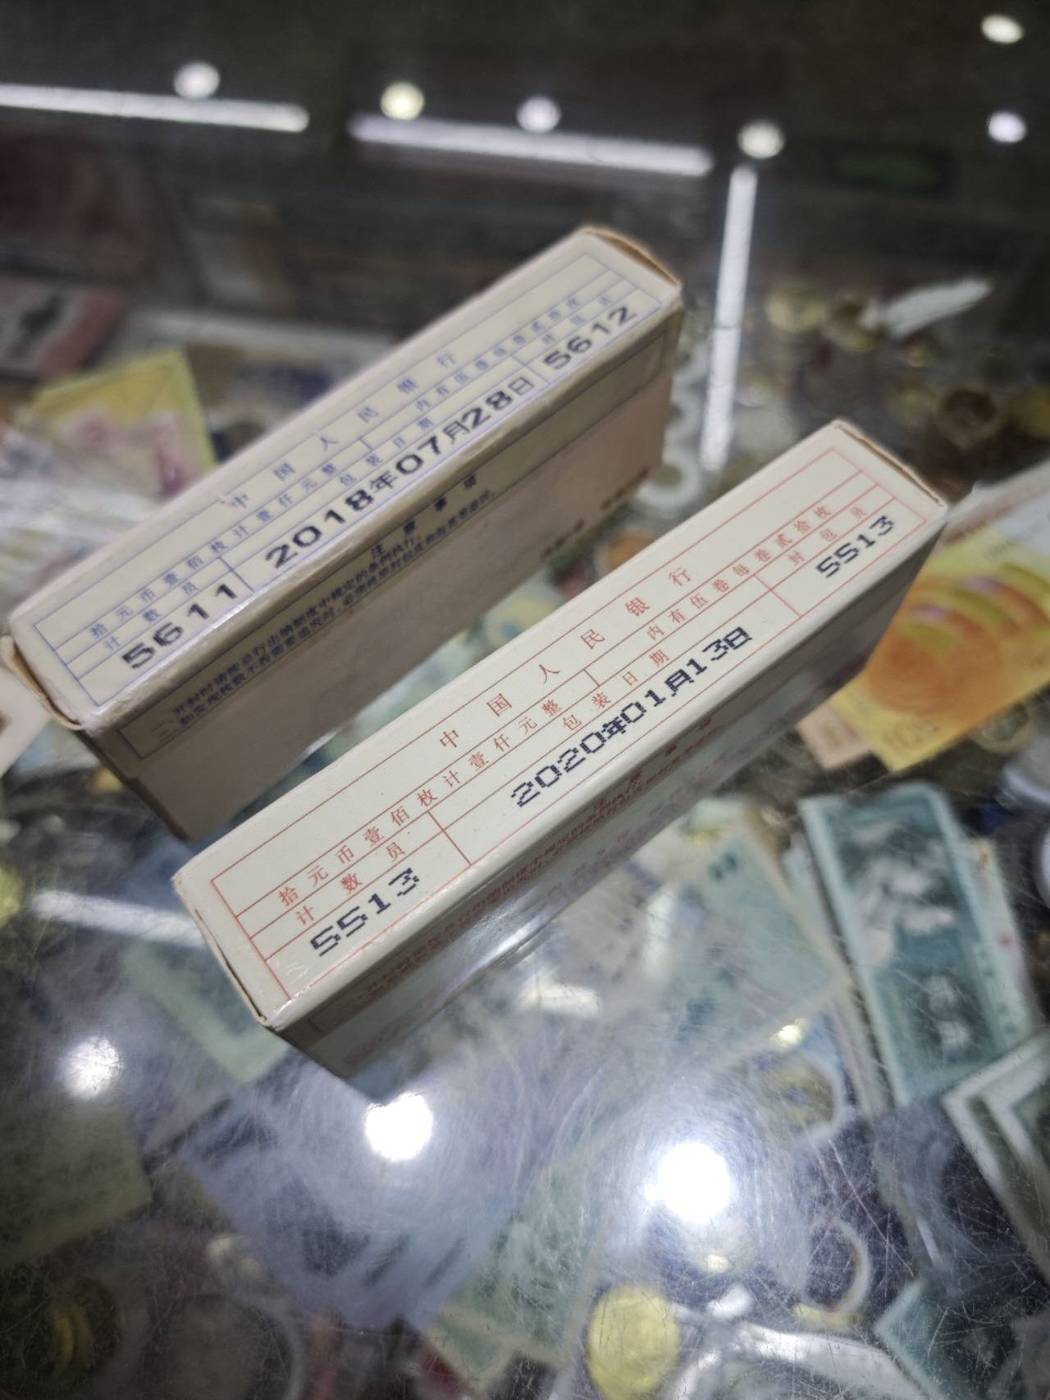 中国人民银行
拾元币壹佰枚计壹仟元整 内有伍卷每卷贰拾枚
计数员 包装日期 封包员
5611 2018年07月28日 5612
注意事项
中国人民银行
拾元币壹佰枚计壹仟元整 内有伍卷每卷贰拾枚
计数员 包装日期 封包员
5513 2020年01月13日 5513